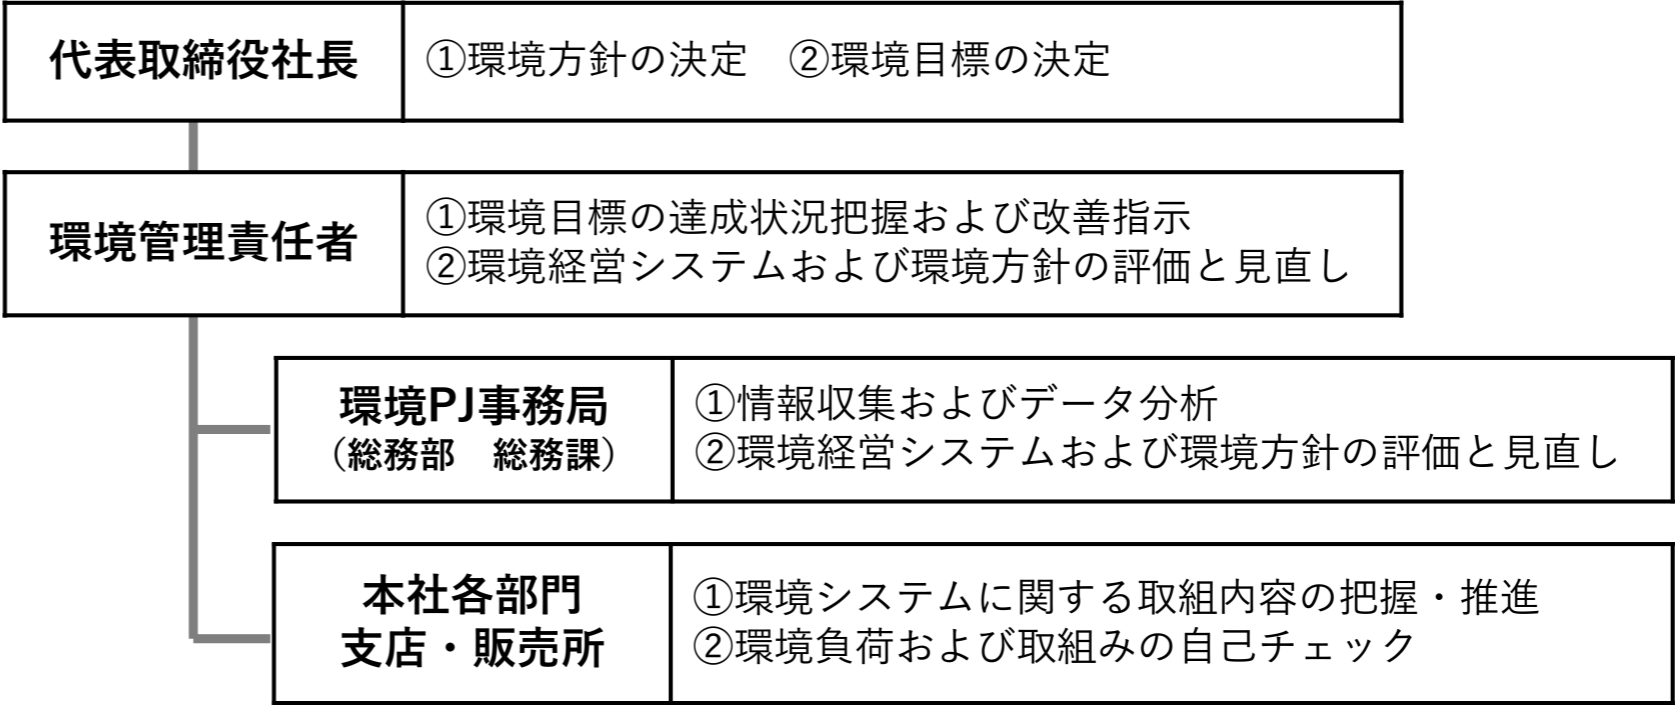 代表取締役社長
①環境方針の決定　②環境目標の決定
環境管理責任者
①環境目標の達成状況把握および改善指示
②環境経営システムおよび環境方針の評価と見直し
環境PJ事務局
（総務部　総務課）
①情報収集およびデータ分析
②環境経営システムおよび環境方針の評価と見直し
本社各部門
支店・販売所
①環境システムに関する取組内容の把握・推進
②環境負荷および取組みの自己チェック